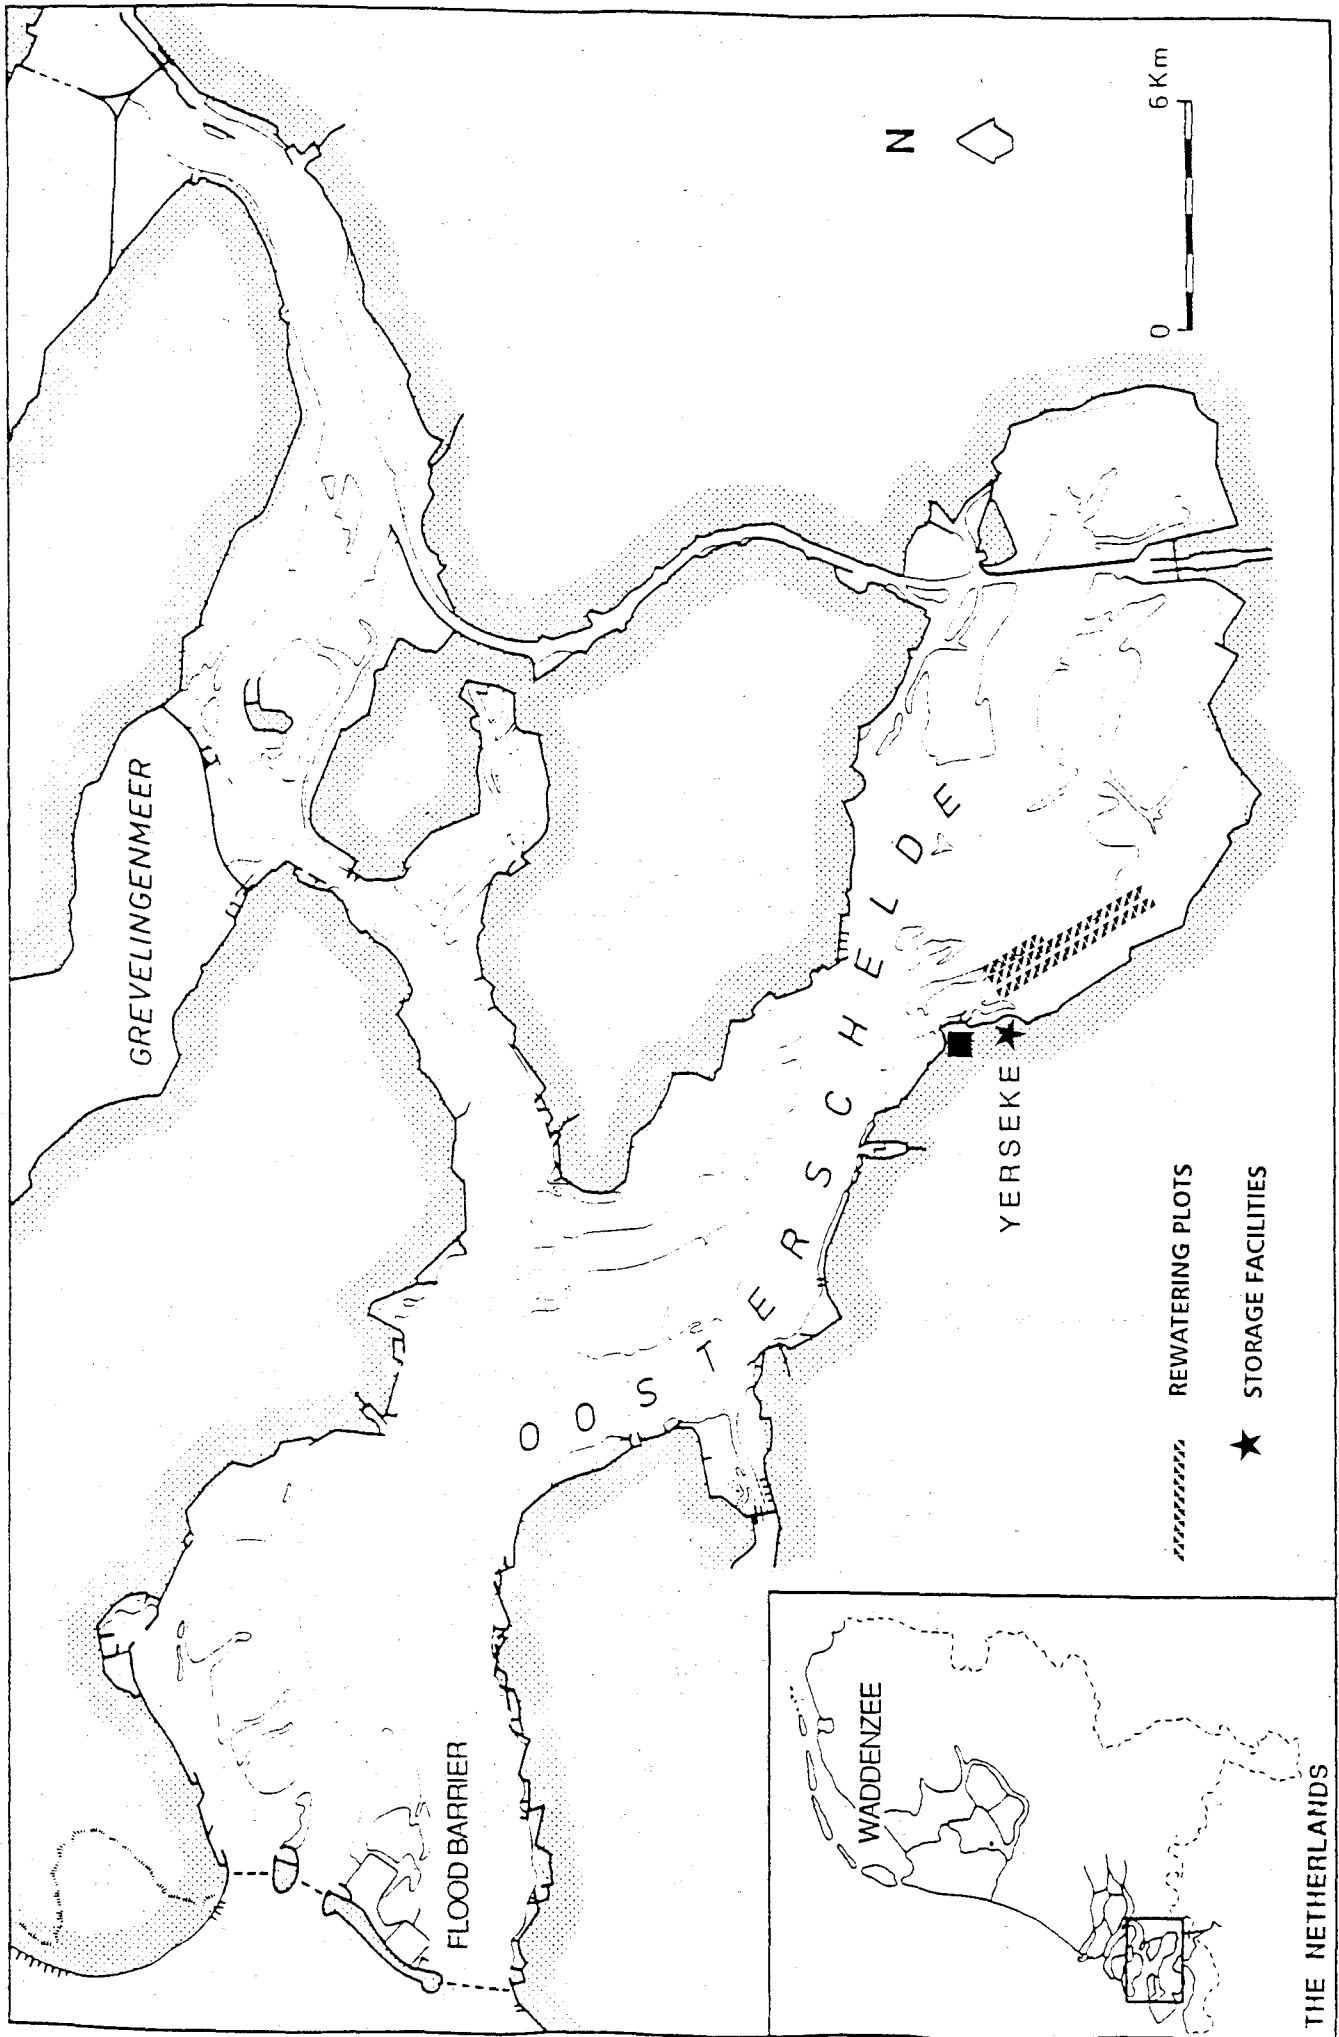 GREVELINGENMEER
N
0 6 Km
OOSTERSCHELDE
FLOOD BARRIER
YERSEKE
REWATERING PLOTS
STORAGE FACILITIES
WADDENZEE
THE NETHERLANDS